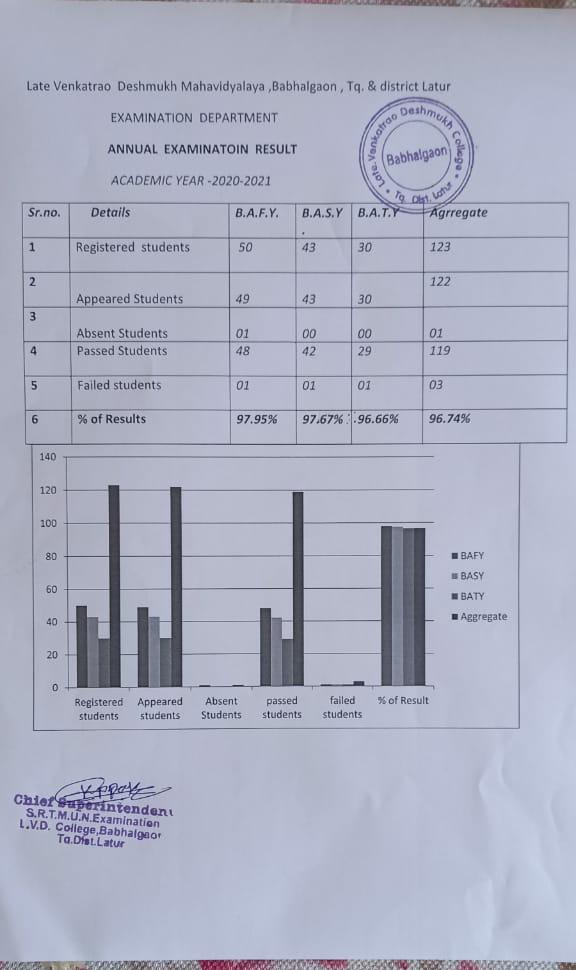 Late Venkatrao Deshmukh Mahavidyalaya ,Babhalgaon , Tq. & district Latur
EXAMINATION DEPARTMENT
ANNUAL EXAMINATOIN RESULT
ACADEMIC YEAR -2020-2021
Late.Venkatrao Deshmukh College
Babhalgaon
Tq. Dist. Latur
Sr.no. Details B.A.F.Y. B.A.S.Y . B.A.T.Y Agrregate
1 Registered students 50 43 30 123
2 Appeared Students 49 43 30 122
3 Absent Students 01 00 00 01
4 Passed Students 48 42 29 119
5 Failed students 01 01 01 03
6 % of Results 97.95% 97.67% 96.66% 96.74%
140
120
100
80
60
40
20
0
BAFY
BASY
BATY
Aggregate
Registered students Appeared students Absent Students passed students failed students % of Result
Chief Superintendent
S.R.T.M.U.N.Examination
L.V.D. College,Babhalgaon
Tq.Dist.Latur